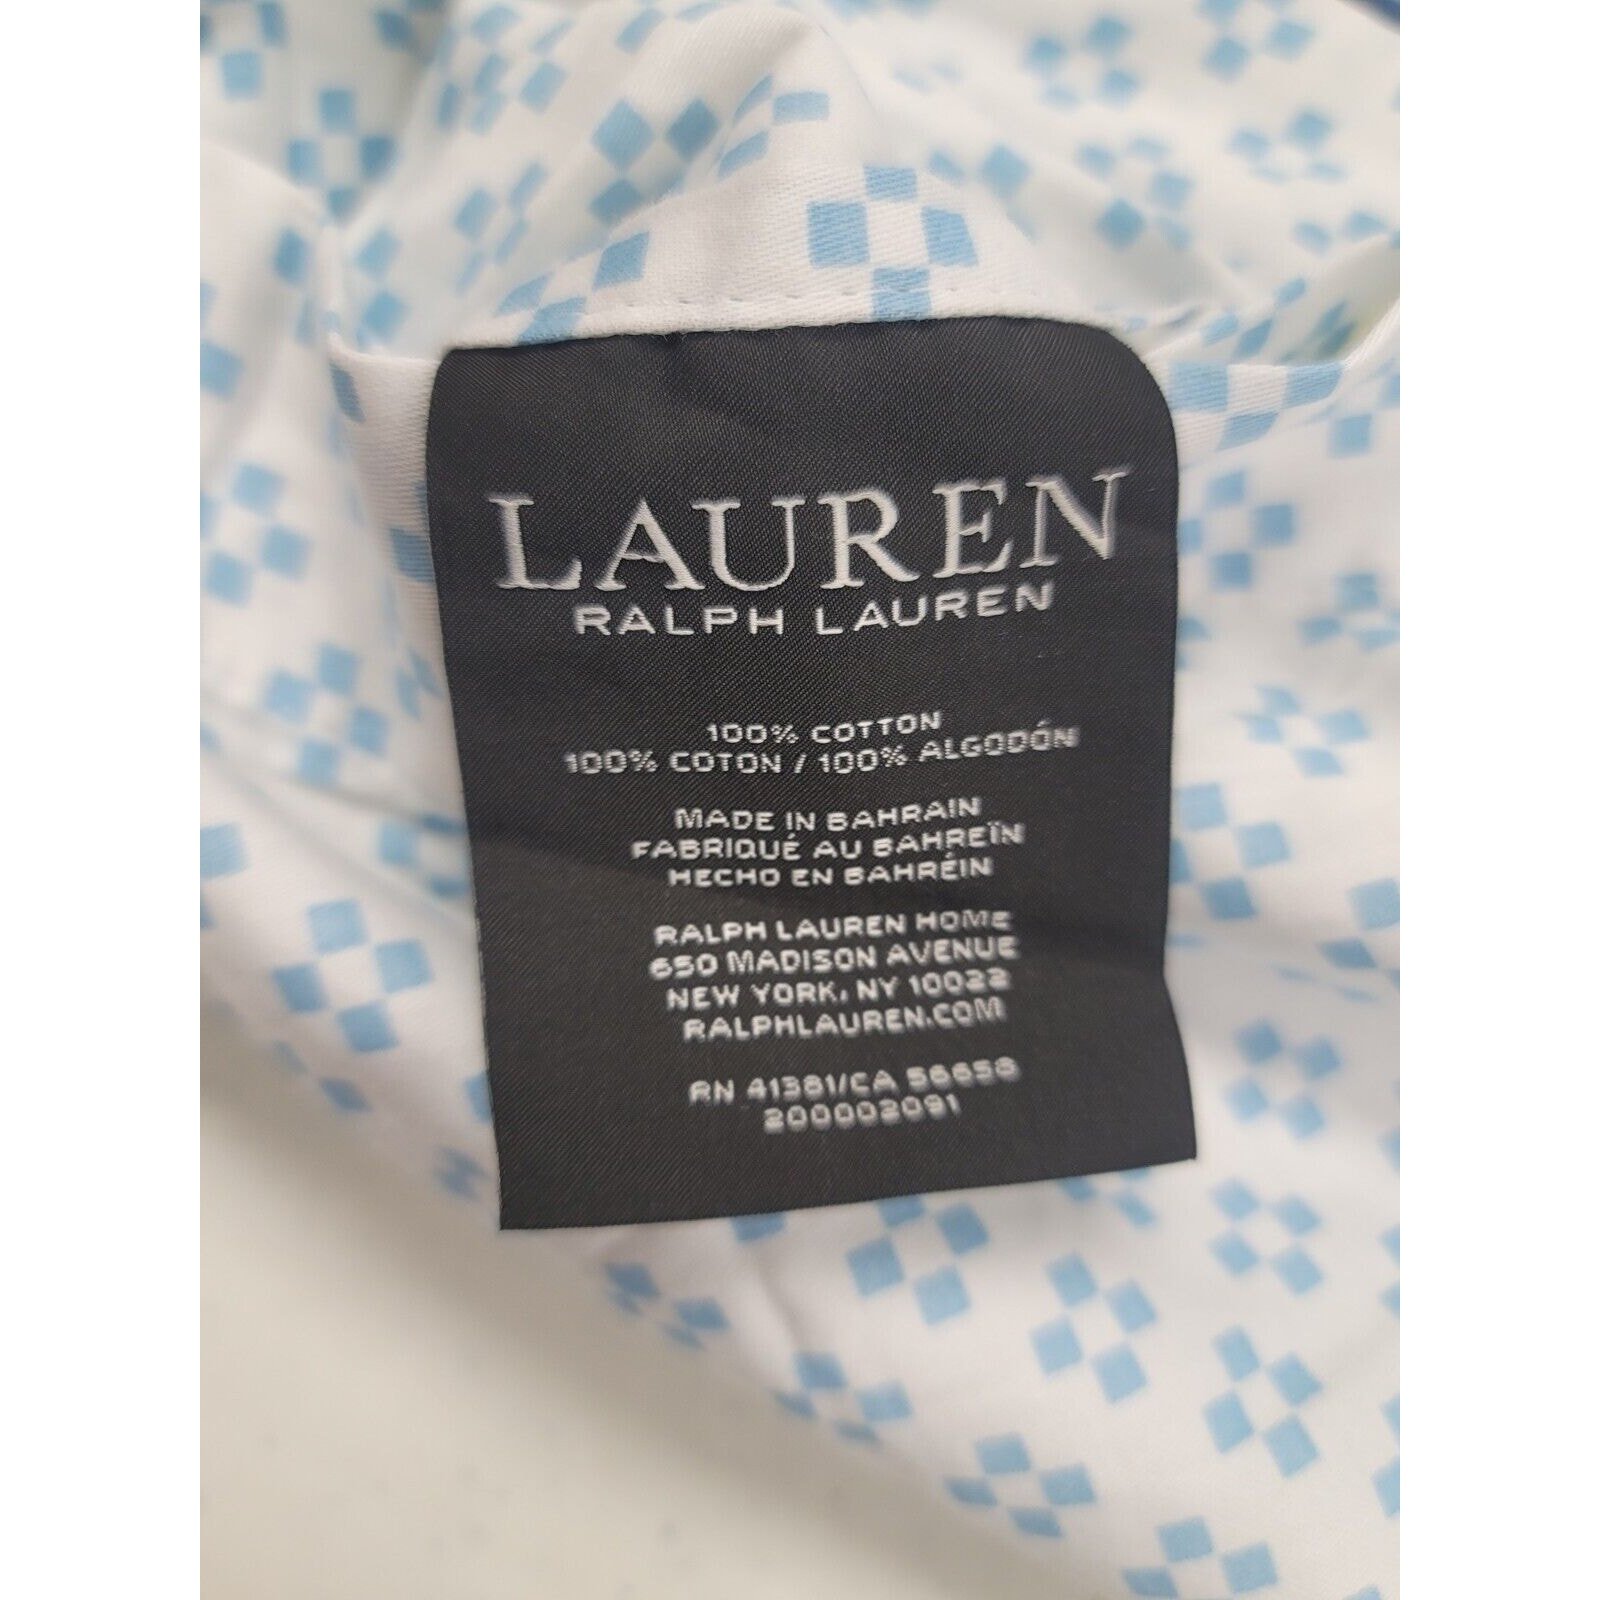 LAUREN
RALPH LAUREN
100% COTTON
100% COTON / 100% ALGODÓN
MADE IN BAHRAIN
FABRIQUÉ AU BAHREÏN
HECHO EN BAHRÉIN
RALPH LAUREN HOME
650 MADISON AVENUE
NEW YORK, NY 10022
RALPHLAUREN.COM
RN 41381/CA 56658
200002091